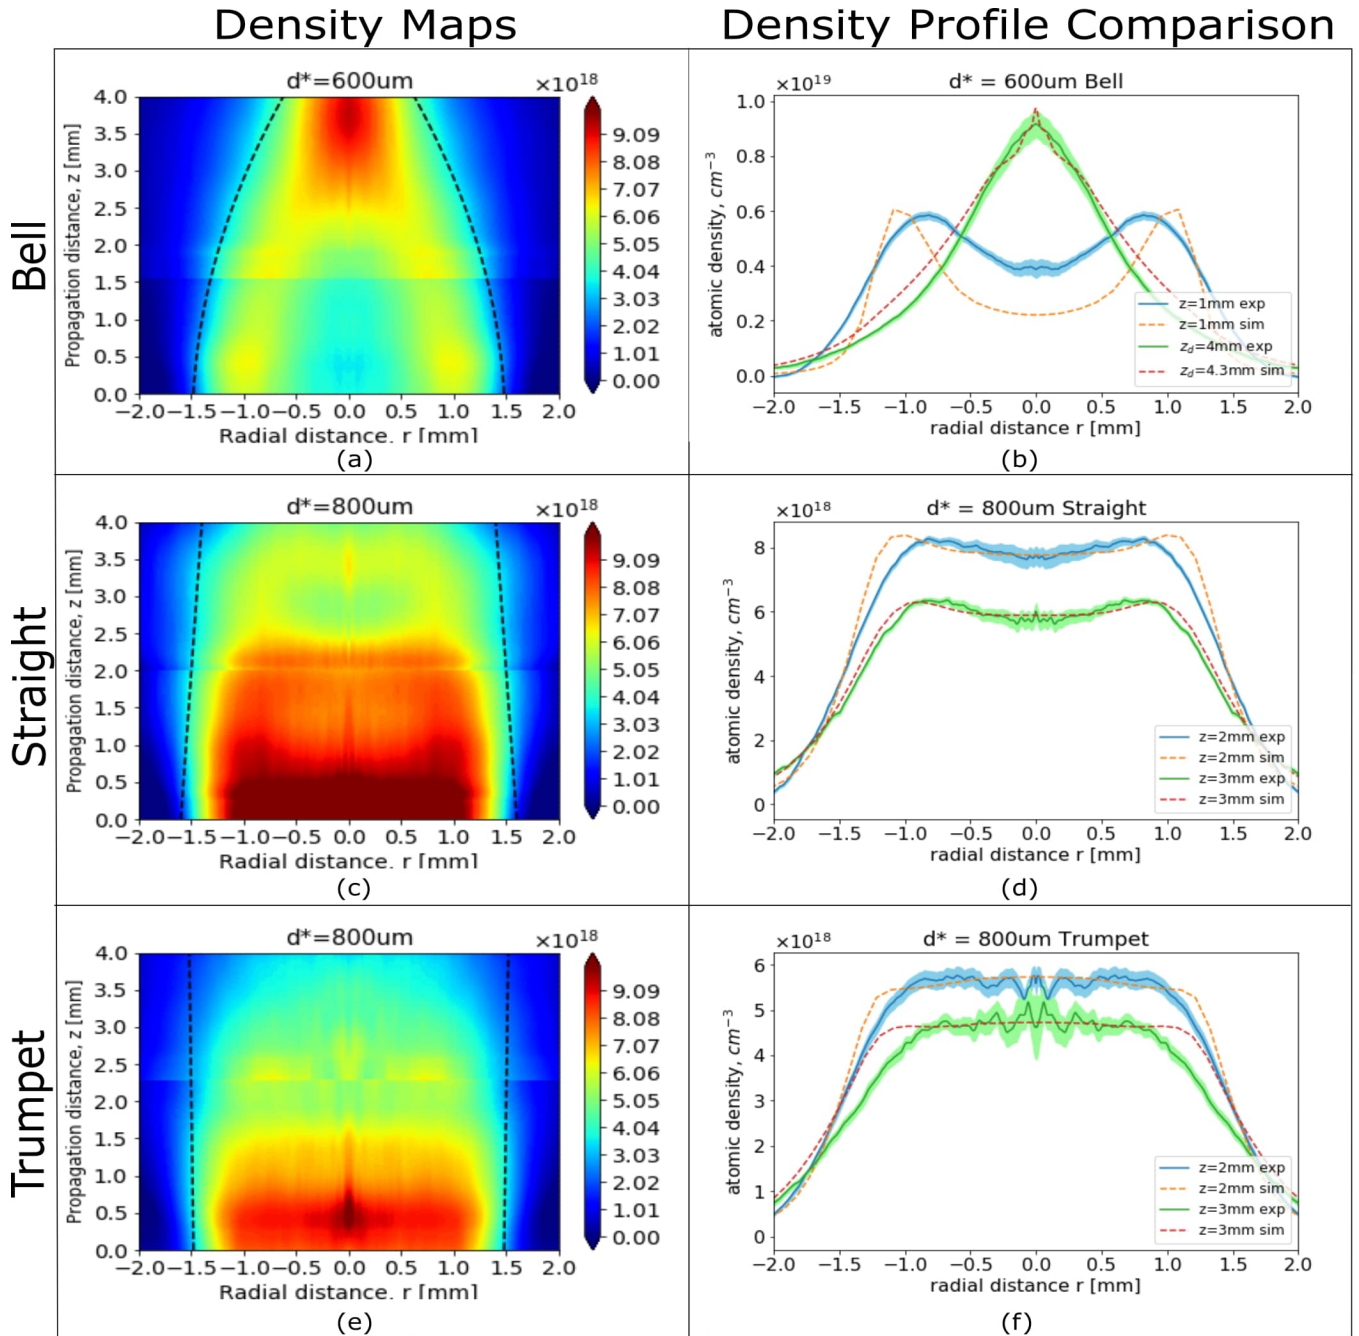 Density Maps
Density Profile Comparison
Bell
d*=600um
×10^18
Propagation distance, z [mm]
4.0
3.5
3.0
2.5
2.0
1.5
1.0
0.5
0.0
−2.0 −1.5 −1.0 −0.5 0.0 0.5 1.0 1.5 2.0
Radial distance, r [mm]
9.09
8.08
7.07
6.06
5.05
4.04
3.03
2.02
1.01
0.00
(a)
×10^19
d* = 600um Bell
atomic density, cm^−3
1.0
0.8
0.6
0.4
0.2
0.0
−2.0 −1.5 −1.0 −0.5 0.0 0.5 1.0 1.5 2.0
radial distance r [mm]
z=1mm exp
z=1mm sim
z_d=4mm exp
z_d=4.3mm sim
(b)
Straight
d*=800um
×10^18
Propagation distance, z [mm]
4.0
3.5
3.0
2.5
2.0
1.5
1.0
0.5
0.0
−2.0 −1.5 −1.0 −0.5 0.0 0.5 1.0 1.5 2.0
Radial distance, r [mm]
9.09
8.08
7.07
6.06
5.05
4.04
3.03
2.02
1.01
0.00
(c)
×10^18
d* = 800um Straight
atomic density, cm^−3
8
6
4
2
0
−2.0 −1.5 −1.0 −0.5 0.0 0.5 1.0 1.5 2.0
radial distance r [mm]
z=2mm exp
z=2mm sim
z=3mm exp
z=3mm sim
(d)
Trumpet
d*=800um
×10^18
Propagation distance, z [mm]
4.0
3.5
3.0
2.5
2.0
1.5
1.0
0.5
0.0
−2.0 −1.5 −1.0 −0.5 0.0 0.5 1.0 1.5 2.0
Radial distance, r [mm]
9.09
8.08
7.07
6.06
5.05
4.04
3.03
2.02
1.01
0.00
(e)
×10^18
d* = 800um Trumpet
atomic density, cm^−3
6
5
4
3
2
1
0
−2.0 −1.5 −1.0 −0.5 0.0 0.5 1.0 1.5 2.0
radial distance r [mm]
z=2mm exp
z=2mm sim
z=3mm exp
z=3mm sim
(f)